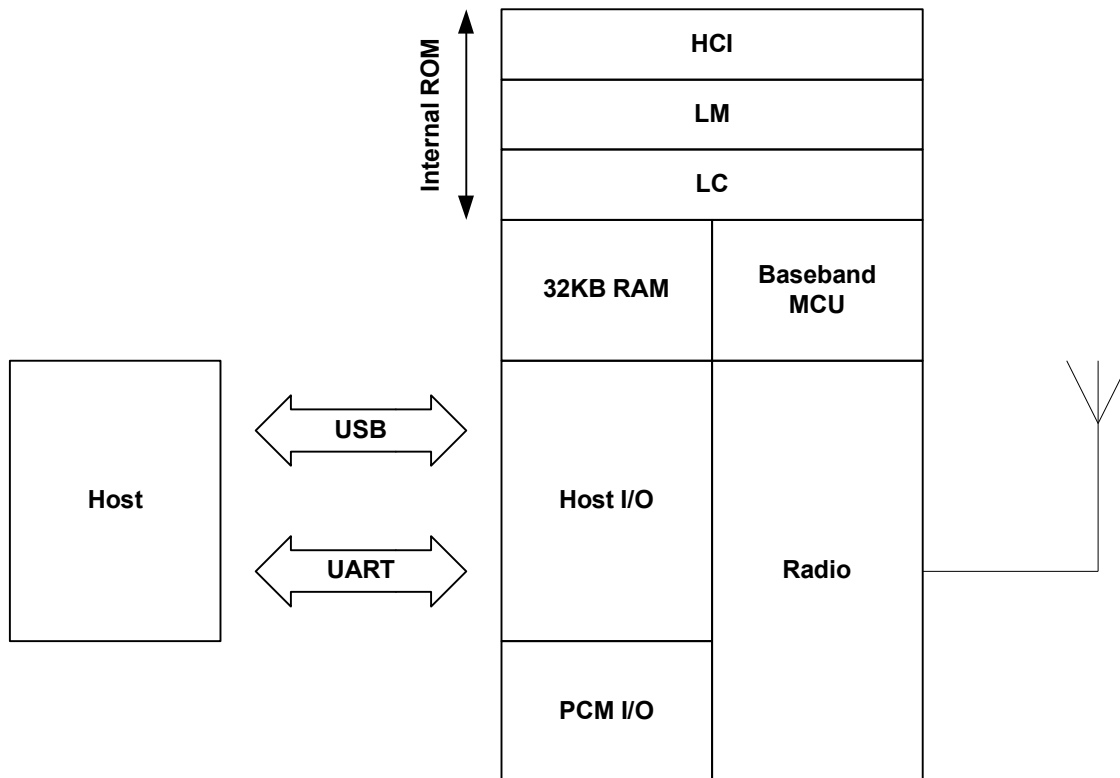 HCI
LM
LC
Internal ROM
32KB RAM
Baseband
MCU
Host
USB
UART
Host I/O
Radio
PCM I/O